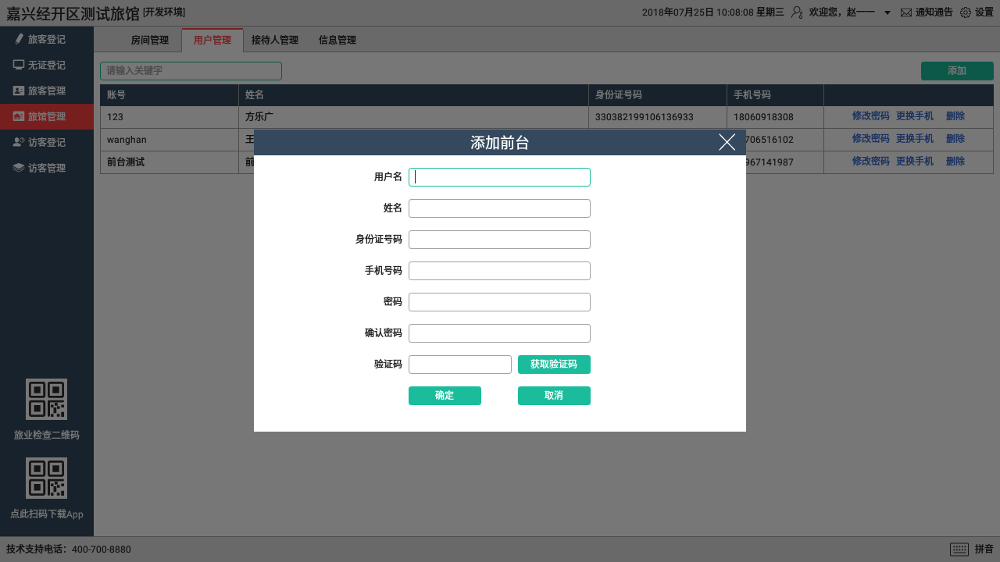 嘉兴经开区测试旅馆 [开发环境] 2018年07月25日 10:08:08 星期三 欢迎您，赵一一 通知通告 设置
旅客登记
无证登记
旅客管理
旅馆管理
访客登记
访客管理
旅业检查二维码
点此扫码下载App
房间管理 用户管理 接待人管理 信息管理
请输入关键字 添加
账号 姓名 身份证号码 手机号码
123 方乐广 330382199106136933 18060918308 修改密码 更换手机 删除
wanghan 王 706516102 修改密码 更换手机 删除
前台测试 前 967141987 修改密码 更换手机 删除
添加前台
用户名
姓名
身份证号码
手机号码
密码
确认密码
验证码 获取验证码
确定 取消
技术支持电话：400-700-8880 拼音